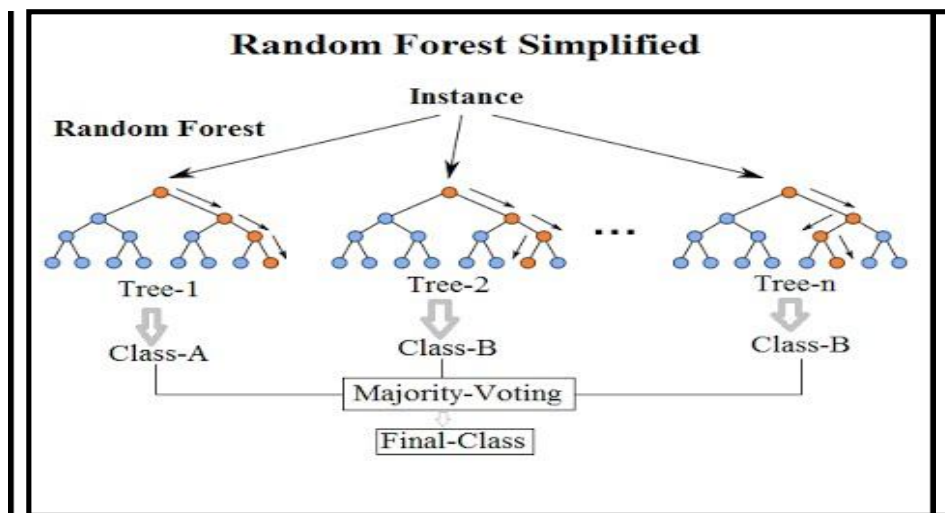 Random Forest Simplified
Instance
Random Forest
...
Tree-1
Tree-2
Tree-n
Class-A
Class-B
Class-B
Majority-Voting
Final-Class